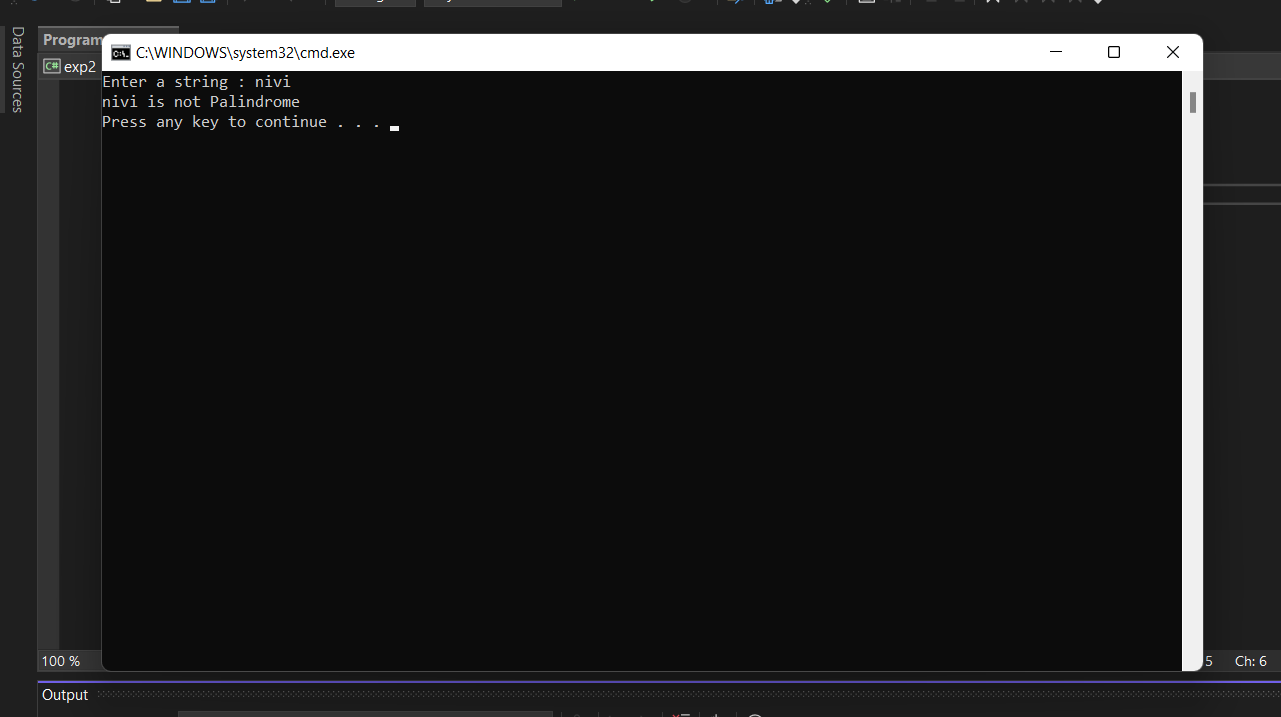 Data Sources
Program
exp2
C:\WINDOWS\system32\cmd.exe
Enter a string : nivi
nivi is not Palindrome
Press any key to continue . . .
100 %
5
Ch: 6
Output